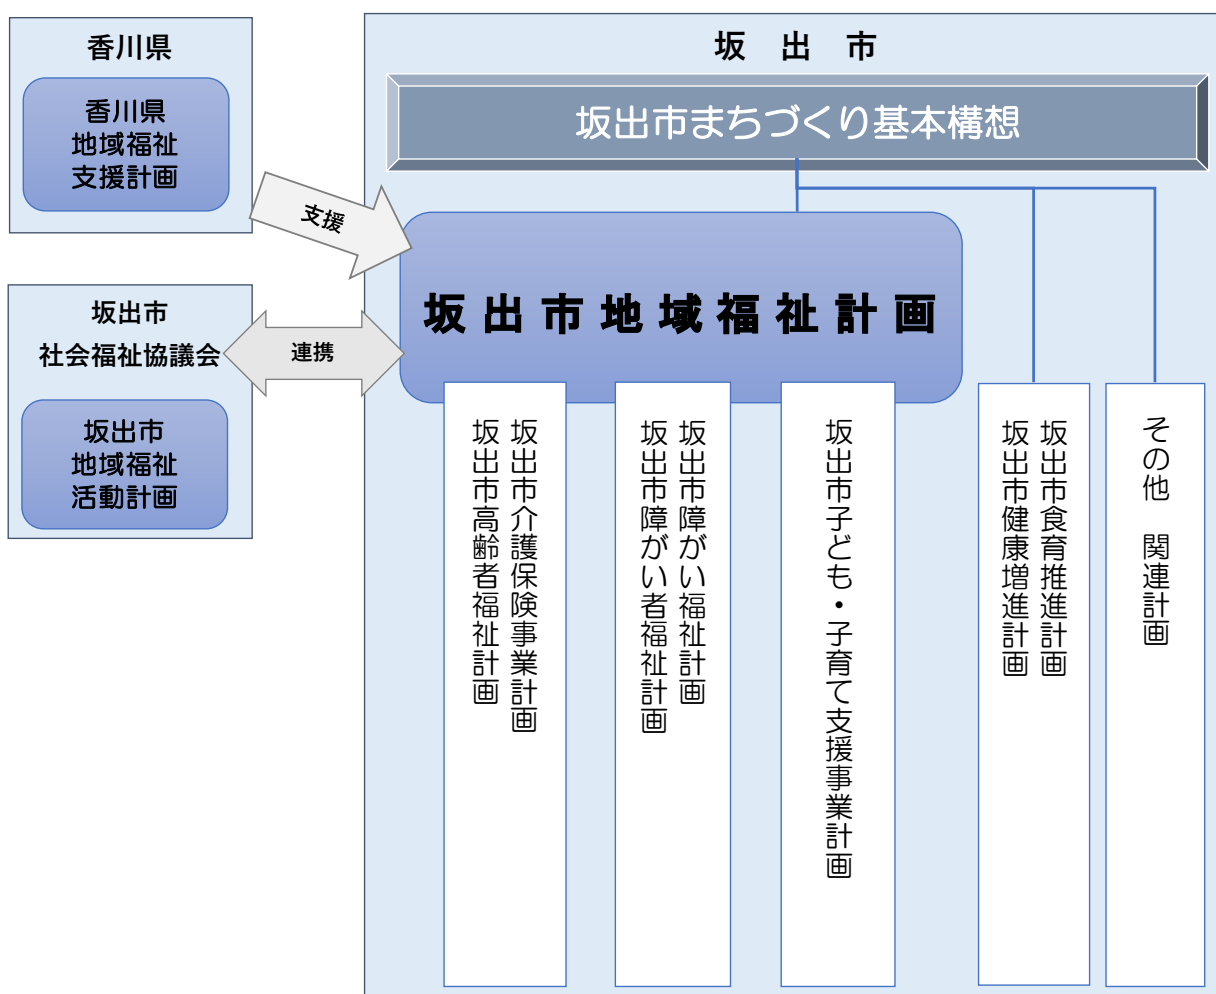 香川県
香川県
地域福祉
支援計画
支援
坂出市
社会福祉協議会
連携
坂出市
地域福祉
活動計画
坂　出　市
坂出市まちづくり基本構想
坂出市地域福祉計画
坂出市介護保険事業計画
坂出市高齢者福祉計画
坂出市障がい福祉計画
坂出市障がい者福祉計画
坂出市子ども・子育て支援事業計画
坂出市食育推進計画
坂出市健康増進計画
その他　関連計画